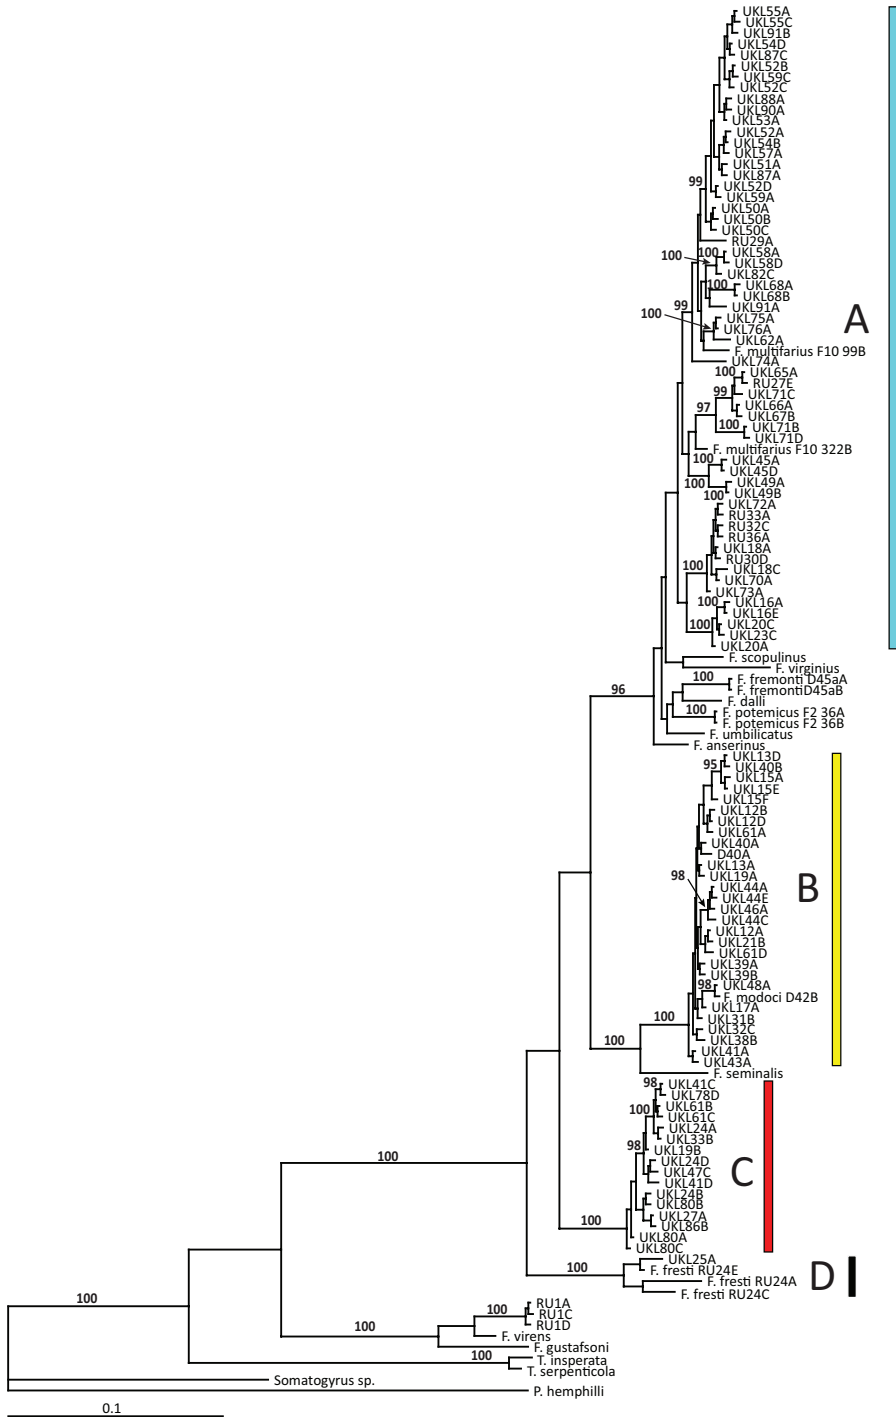 UKL55A
UKL55C
UKL91B
UKL54D
UKL87C
UKL52B
UKL59C
UKL52C
UKL88A
UKL90A
UKL53A
UKL52A
UKL54B
UKL57A
UKL51A
UKL87A
99
UKL52D
UKL59A
UKL50A
UKL50B
UKL50C
RU29A
100
100
UKL58A
UKL58D
UKL82C
100
UKL68A
UKL68B
99
UKL91A
100
UKL75A
UKL76A
A
UKL62A
F. multifarius F10 99B
UKL74A
100
UKL65A
RU27E
99
UKL71C
97
UKL66A
UKL67B
100
UKL71B
UKL71D
F. multifarius F10 322B
100
UKL45A
UKL45D
100
UKL49A
100
UKL49B
UKL72A
RU33A
RU32C
RU36A
UKL18A
RU30D
100
UKL18C
UKL70A
UKL73A
100
UKL16A
UKL16E
100
UKL20C
UKL23C
UKL20A
F. scopulinus
F. virginius
100
F. fremonti D45aA
F. fremontiD45aB
96
F. dalli
100
F. potemicus F2 36A
F. potemicus F2 36B
F. umbilicatus
F. anserinus
UKL13D
95
UKL40B
UKL15A
UKL15E
UKL15F
UKL12B
UKL12D
UKL61A
UKL40A
D40A
UKL13A
98
UKL19A
B
UKL44A
UKL44E
UKL46A
UKL44C
UKL12A
UKL21B
UKL61D
UKL39A
UKL39B
98
UKL48A
F. modoci D42B
UKL17A
100
UKL31B
UKL32C
100
UKL38B
UKL41A
UKL43A
F. seminalis
98
UKL41C
UKL78D
100
UKL61B
UKL61C
UKL24A
UKL33B
98
UKL19B
100
UKL24D
UKL47C
C
UKL41D
UKL24B
UKL80B
100
UKL27A
UKL86B
UKL80A
UKL80C
UKL25A
100
F. fresti RU24E
D
F. fresti RU24A
F. fresti RU24C
100
RU1A
100
RU1C
RU1D
100
F. virens
F. gustafsoni
100
T. insperata
T. serpenticola
Somatogyrus sp.
P. hemphilli
0.1